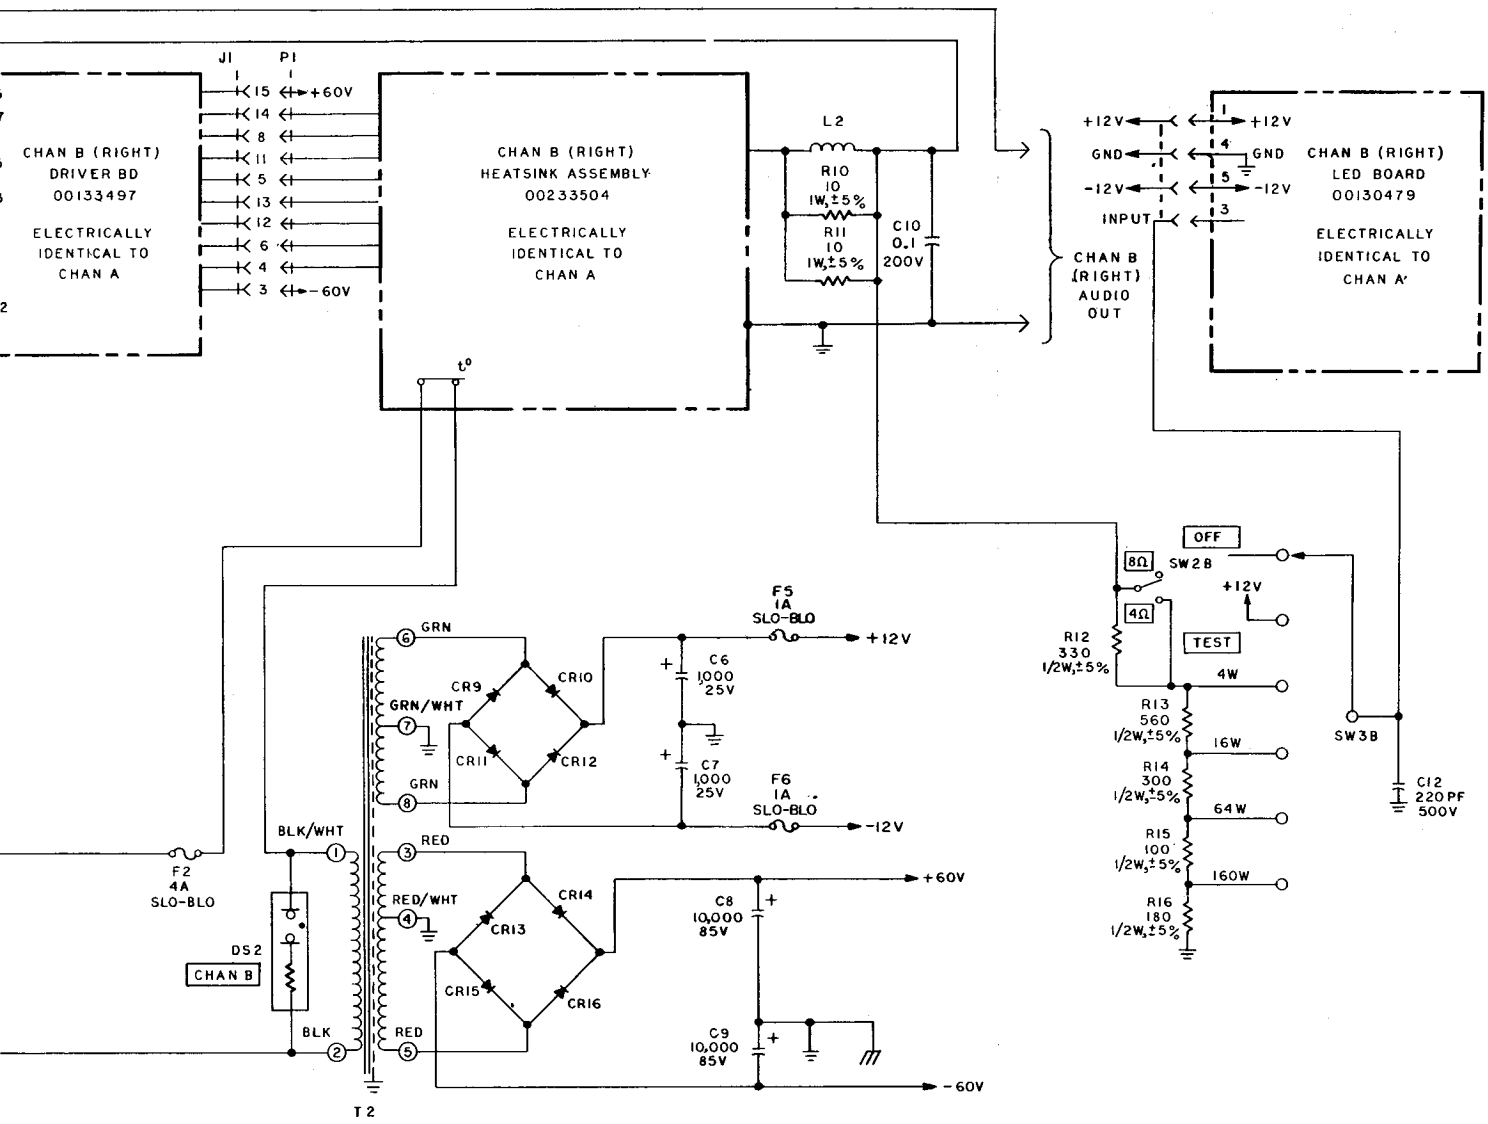 J1 P1
15 +60V
14
8
11
5
13
12
6
4
3 -60V
CHAN B (RIGHT)
DRIVER BD
00133497
ELECTRICALLY
IDENTICAL TO
CHAN A
2
CHAN B (RIGHT)
HEATSINK ASSEMBLY
00233504
ELECTRICALLY
IDENTICAL TO
CHAN A
t°
L2
R10
10
1W,±5%
R11
10
1W,±5%
C10
0.1
200V
CHAN B
(RIGHT)
AUDIO
OUT
+12V 1 +12V
GND 4 GND
-12V 5 -12V
INPUT 3
CHAN B (RIGHT)
LED BOARD
00130479
ELECTRICALLY
IDENTICAL TO
CHAN A
OFF
8Ω SW2B
+12V
4Ω
TEST
R12
330
1/2W,±5%
4W
R13
560
1/2W,±5%
16W
R14
300
1/2W,±5%
64W
R15
100
1/2W,±5%
160W
R16
180
1/2W,±5%
SW3B
C12
220PF
500V
F5
1A
SLO-BLO
+12V
6 GRN
CR9 CR10
GRN/WHT
7
CR11 CR12
GRN
8
C6
1,000
25V
C7
1,000
25V
F6
1A
SLO-BLO
-12V
BLK/WHT
1
F2
4A
SLO-BLO
DS2
CHAN B
BLK
2
3 RED
RED/WHT
4
RED
5
CR13 CR14
CR15 CR16
+60V
C8
10,000
85V
C9
10,000
85V
-60V
T2